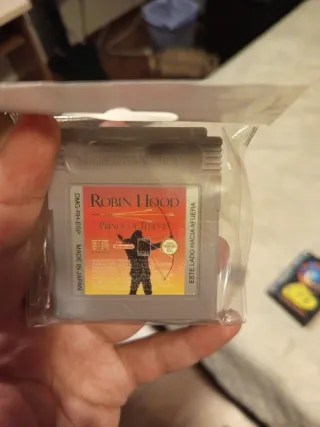 ROBIN HOOD
PRINCE OF THIEVES
DMG-RH-ESP
MADE IN JAPAN
ESTE LADO HACIA AFUERA